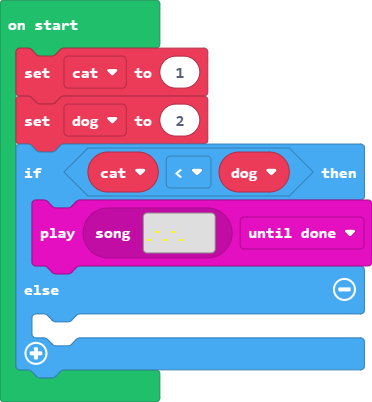 on start
set cat to 1
set dog to 2
if cat < dog then
play song until done
else